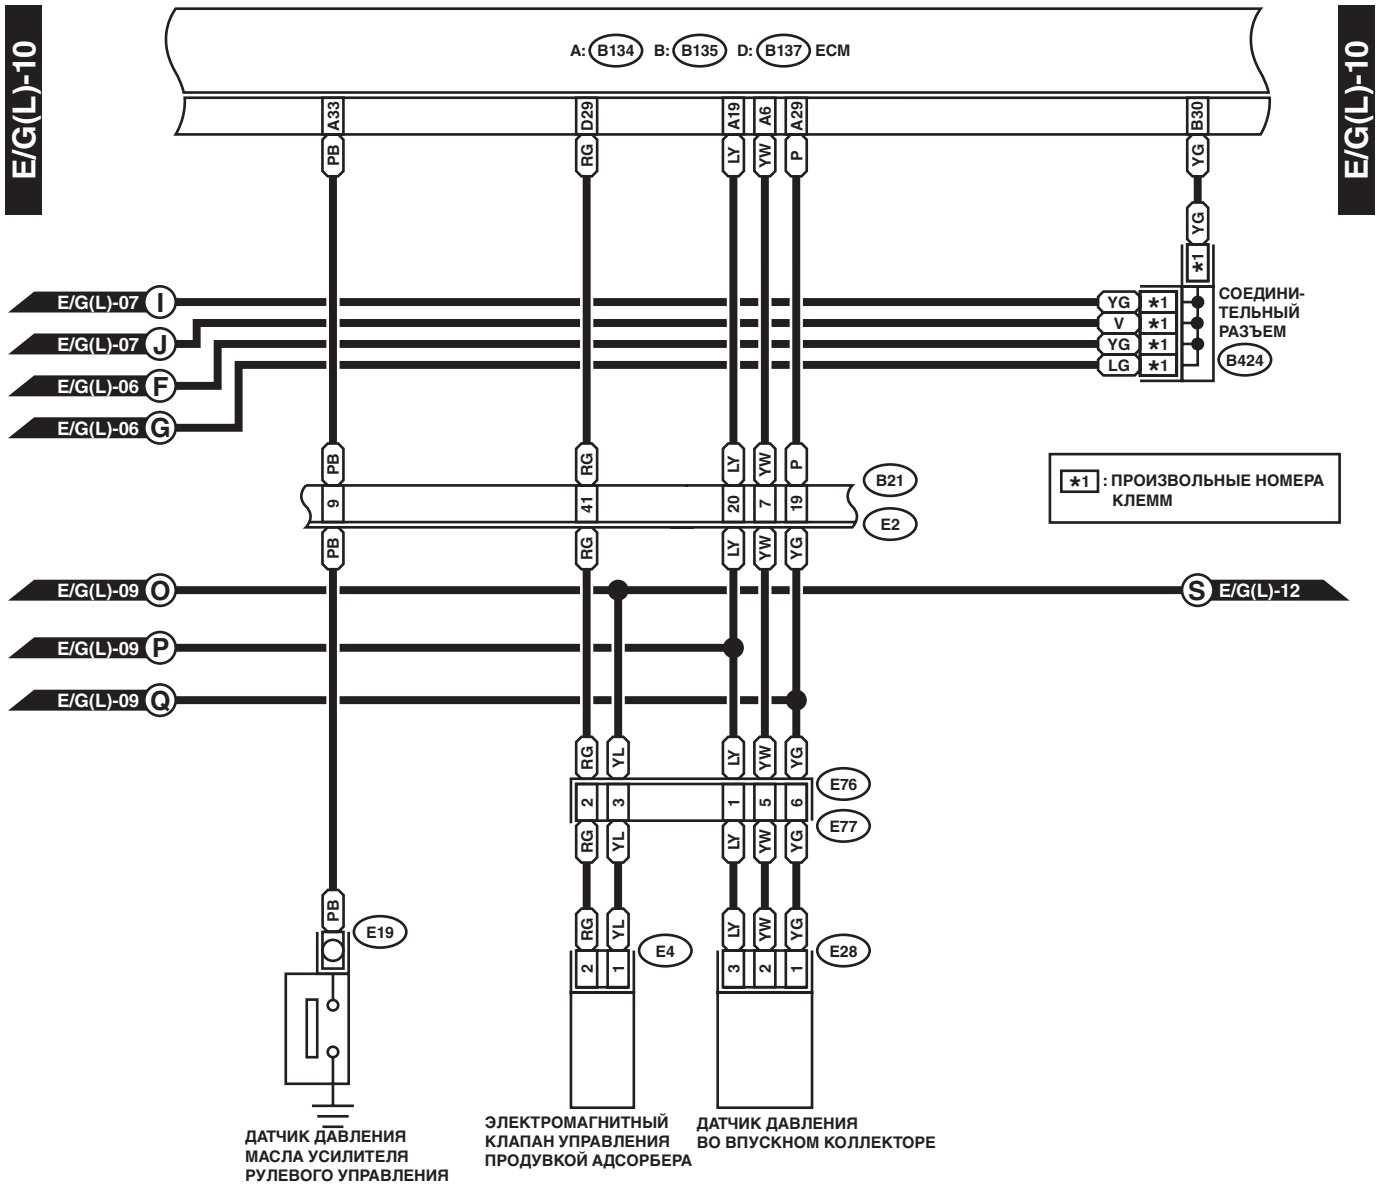 E/G(L)-10
E/G(L)-10
A: B134 B: B135 D: B137 ECM
A33 D29 A19 A6 A29 B30
PB RG LY YW P YG
YG
*1
E/G(L)-07 I YG *1
E/G(L)-07 J V *1
E/G(L)-06 F YG *1
E/G(L)-06 G LG *1
СОЕДИНИ-
ТЕЛЬНЫЙ
РАЗЪЕМ
B424
PB RG LY YW P
9 41 20 7 19
B21
E2
PB RG LY YW YG
*1 : ПРОИЗВОЛЬНЫЕ НОМЕРА
КЛЕММ
E/G(L)-09 O S E/G(L)-12
E/G(L)-09 P
E/G(L)-09 Q
RG YL LY YW YG
2 3 1 5 6
E76
E77
RG YL LY YW YG
PB
E19
RG YL LY YW YG
2 1 E4 3 2 1 E28
ДАТЧИК ДАВЛЕНИЯ
МАСЛА УСИЛИТЕЛЯ
РУЛЕВОГО УПРАВЛЕНИЯ
ЭЛЕКТРОМАГНИТНЫЙ
КЛАПАН УПРАВЛЕНИЯ
ПРОДУВКОЙ АДСОРБЕРА
ДАТЧИК ДАВЛЕНИЯ
ВО ВПУСКНОМ КОЛЛЕКТОРЕ